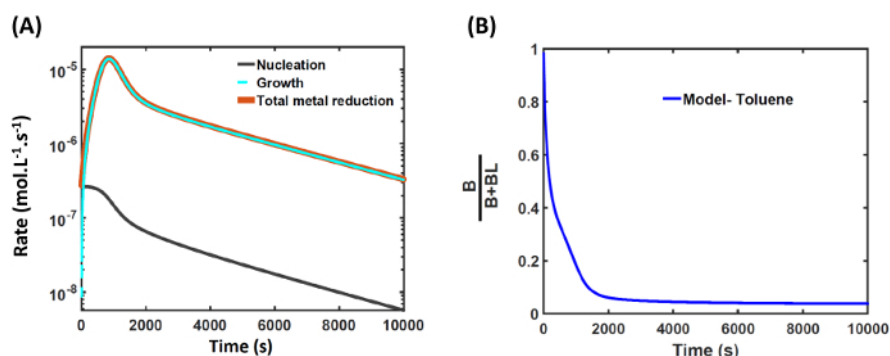 (A)
Rate (mol.L⁻¹.s⁻¹)
10⁻⁵
10⁻⁶
10⁻⁷
10⁻⁸
Nucleation
Growth
Total metal reduction
0 2000 4000 6000 8000 10000
Time (s)
(B)
B
B+BL
1
0.8
0.6
0.4
0.2
0
Model- Toluene
0 2000 4000 6000 8000 10000
Time (s)